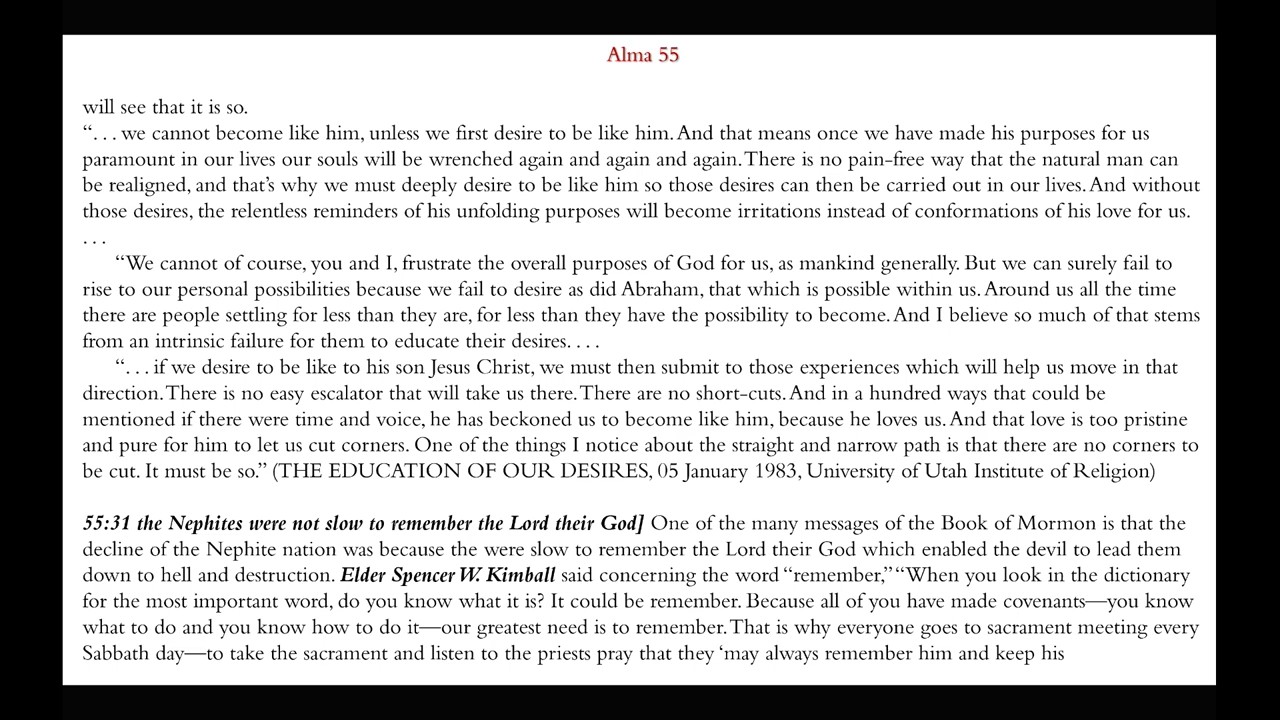 Alma 55
will see that it is so.
“. . . we cannot become like him, unless we first desire to be like him. And that means once we have made his purposes for us
paramount in our lives our souls will be wrenched again and again and again. There is no pain-free way that the natural man can
be realigned, and that’s why we must deeply desire to be like him so those desires can then be carried out in our lives. And without
those desires, the relentless reminders of his unfolding purposes will become irritations instead of conformations of his love for us.
. . .
“We cannot of course, you and I, frustrate the overall purposes of God for us, as mankind generally. But we can surely fail to
rise to our personal possibilities because we fail to desire as did Abraham, that which is possible within us. Around us all the time
there are people settling for less than they are, for less than they have the possibility to become. And I believe so much of that stems
from an intrinsic failure for them to educate their desires. . . .
“. . . if we desire to be like to his son Jesus Christ, we must then submit to those experiences which will help us move in that
direction. There is no easy escalator that will take us there. There are no short-cuts. And in a hundred ways that could be
mentioned if there were time and voice, he has beckoned us to become like him, because he loves us. And that love is too pristine
and pure for him to let us cut corners. One of the things I notice about the straight and narrow path is that there are no corners to
be cut. It must be so.” (THE EDUCATION OF OUR DESIRES, 05 January 1983, University of Utah Institute of Religion)
55:31 the Nephites were not slow to remember the Lord their God] One of the many messages of the Book of Mormon is that the
decline of the Nephite nation was because the were slow to remember the Lord their God which enabled the devil to lead them
down to hell and destruction. Elder Spencer W. Kimball said concerning the word “remember,” “When you look in the dictionary
for the most important word, do you know what it is? It could be remember. Because all of you have made covenants—you know
what to do and you know how to do it—our greatest need is to remember. That is why everyone goes to sacrament meeting every
Sabbath day—to take the sacrament and listen to the priests pray that they ‘may always remember him and keep his